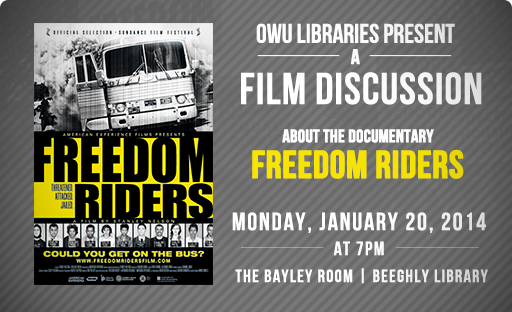 OFFICIAL SELECTION · SUNDANCE FILM FESTIVAL
AMERICAN EXPERIENCE FILMS PRESENTS
FREEDOM
THREATENED.
ATTACKED.
JAILED.
RIDERS
A FILM BY STANLEY NELSON
COULD YOU GET ON THE BUS?
WWW.FREEDOMRIDERSFILM.COM
OWU LIBRARIES PRESENT
A
FILM DISCUSSION
ABOUT THE DOCUMENTARY
FREEDOM RIDERS
MONDAY, JANUARY 20, 2014
AT 7PM
THE BAYLEY ROOM | BEEGHLY LIBRARY